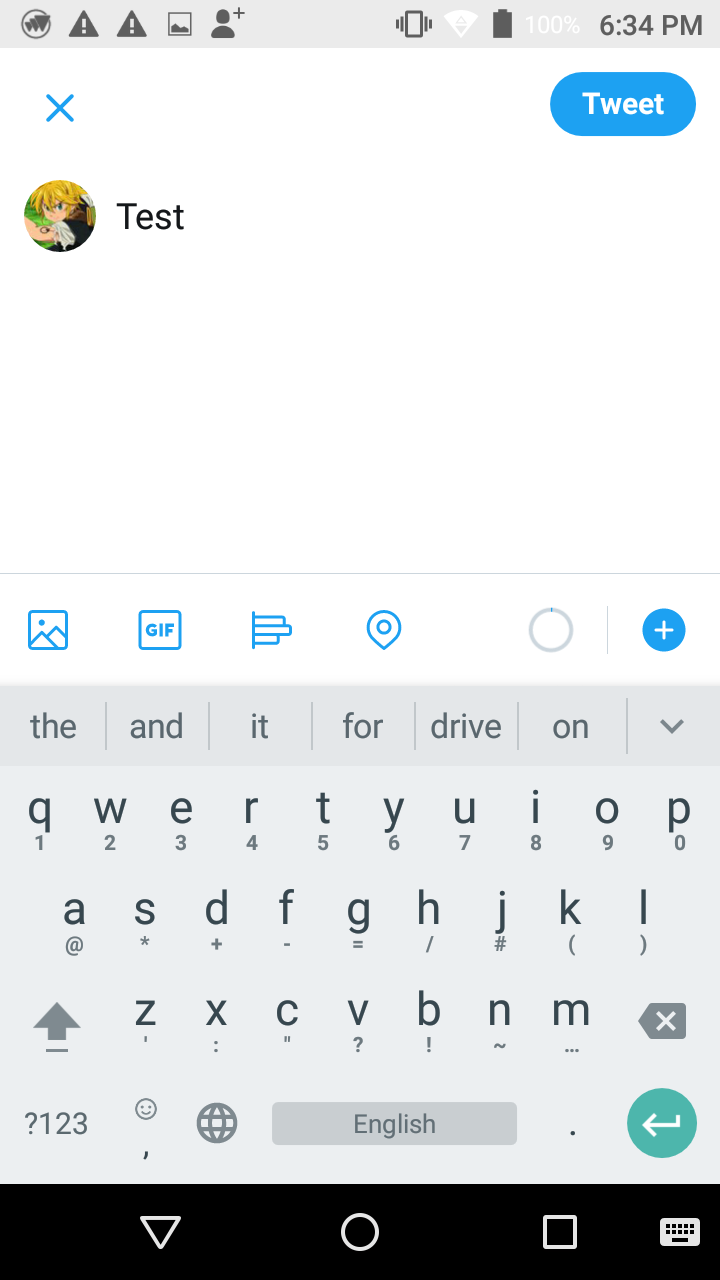 100% 6:34 PM
Tweet
Test
GIF
the and it for drive on
q w e r t y u i o p
1 2 3 4 5 6 7 8 9 0
a s d f g h j k l
@ * + - = / # ( )
z x c v b n m
' : " ? ! ~ …
?123 , English .